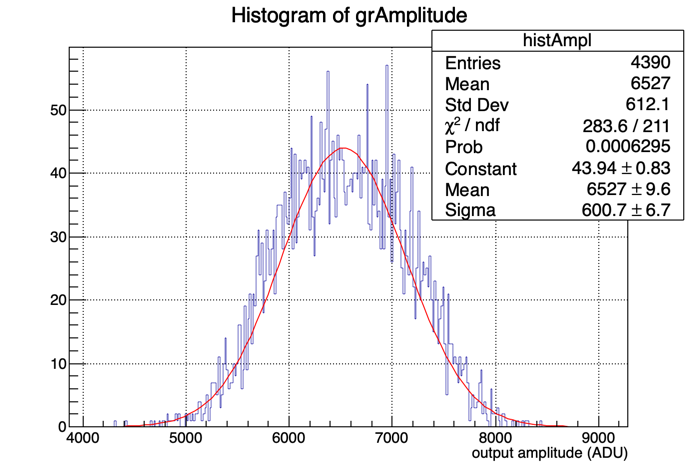 Histogram of grAmplitude
histAmpl
Entries 4390
Mean 6527
Std Dev 612.1
χ² / ndf 283.6 / 211
Prob 0.0006295
Constant 43.94 ± 0.83
Mean 6527 ± 9.6
Sigma 600.7 ± 6.7
50
40
30
20
10
0
4000 5000 6000 7000 8000 9000
output amplitude (ADU)